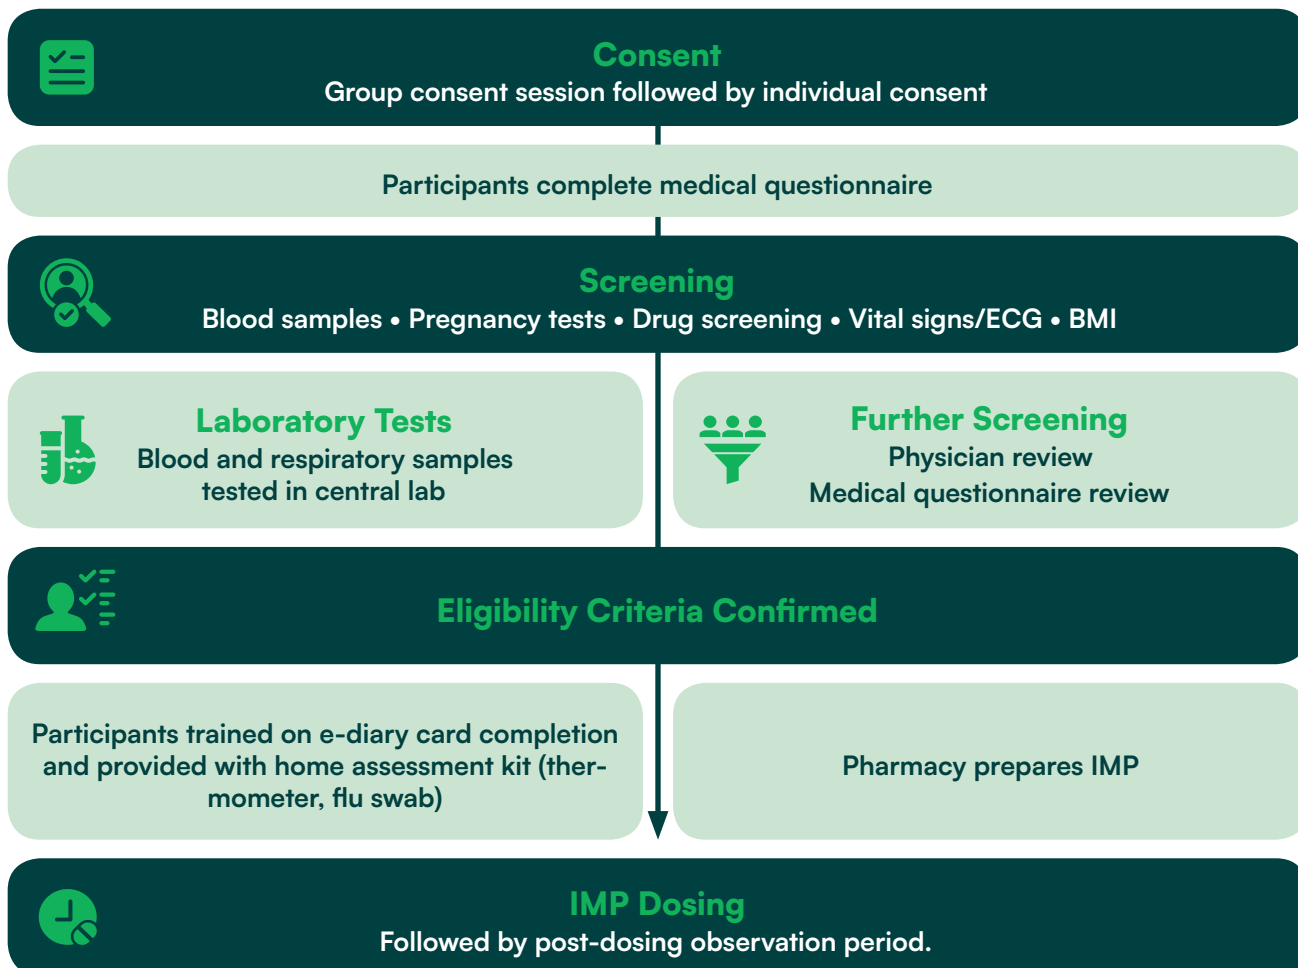 Consent
Group consent session followed by individual consent
Participants complete medical questionnaire
Screening
Blood samples • Pregnancy tests • Drug screening • Vital signs/ECG • BMI
Laboratory Tests
Blood and respiratory samples
tested in central lab
Further Screening
Physician review
Medical questionnaire review
Eligibility Criteria Confirmed
Participants trained on e-diary card completion
and provided with home assessment kit (ther-
mometer, flu swab)
Pharmacy prepares IMP
IMP Dosing
Followed by post-dosing observation period.